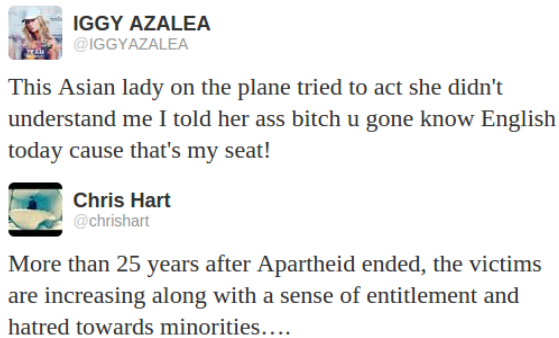 IGGY AZALEA
@IGGYAZALEA
This Asian lady on the plane tried to act she didn't
understand me I told her ass bitch u gone know English
today cause that's my seat!
Chris Hart
@chrishart
More than 25 years after Apartheid ended, the victims
are increasing along with a sense of entitlement and
hatred towards minorities….